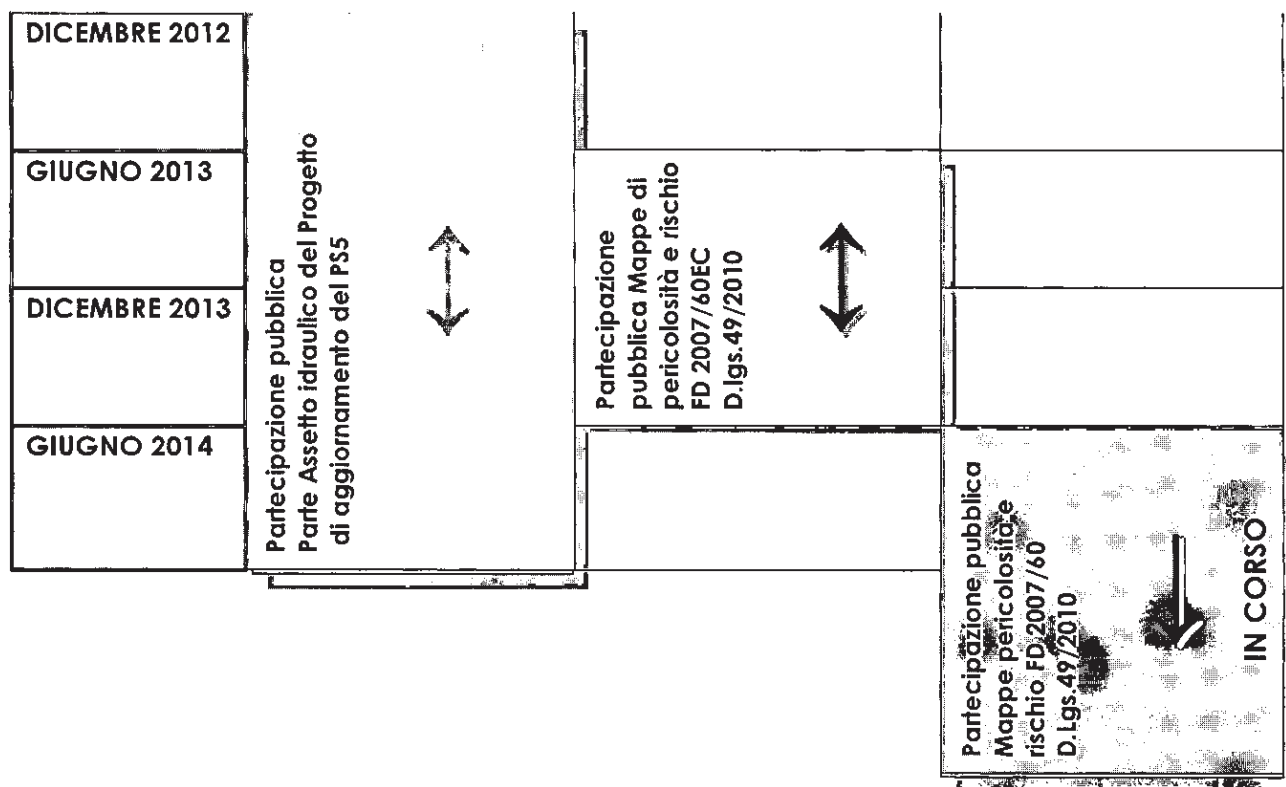 DICEMBRE 2012
GIUGNO 2013
DICEMBRE 2013
GIUGNO 2014
Partecipazione pubblica
Parte Assetto idraulico del Progetto
di aggiornamento del PS5
Partecipazione
pubblica Mappe di
pericolosità e rischio
FD 2007/60EC
D.lgs.49/2010
Partecipazione pubblica
Mappe pericolosità e
rischio FD 2007/60
D.Lgs.49/2010
IN CORSO